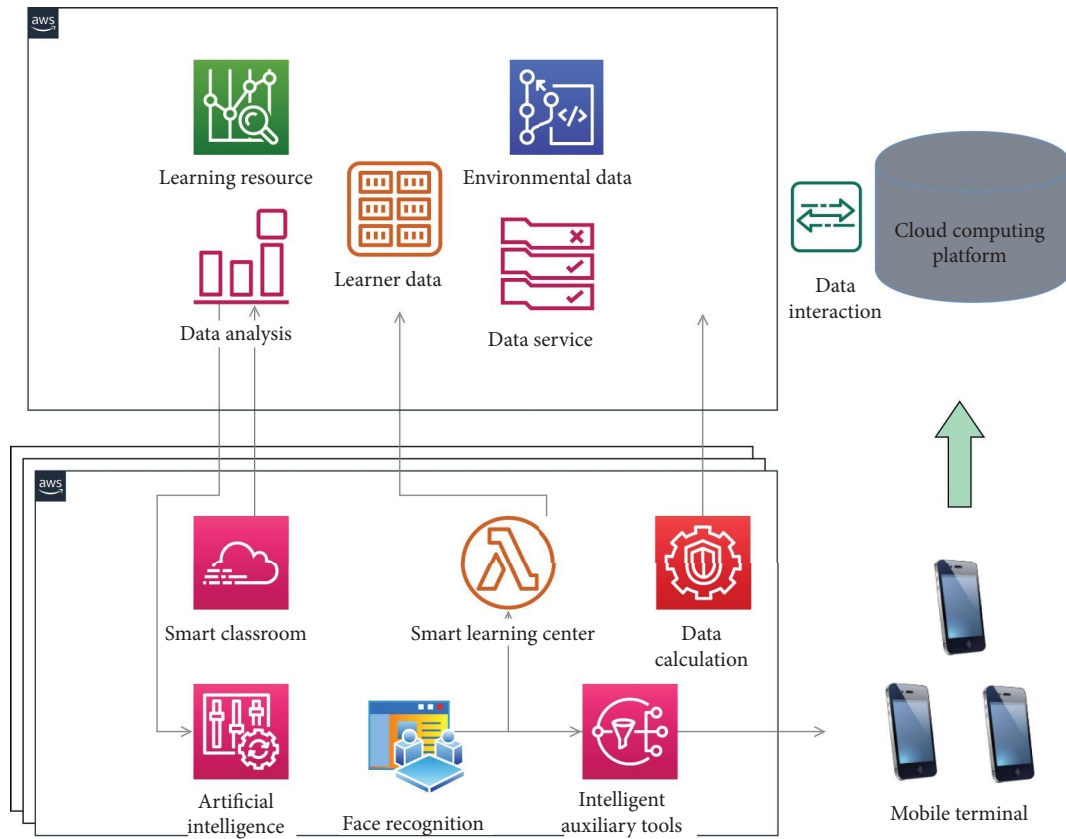 aws
Learning resource
Environmental data
Learner data
Data analysis
Data service
Data
interaction
Cloud computing
platform
aws
Smart classroom
Smart learning center
Data
calculation
Artificial
intelligence
Face recognition
Intelligent
auxiliary tools
Mobile terminal